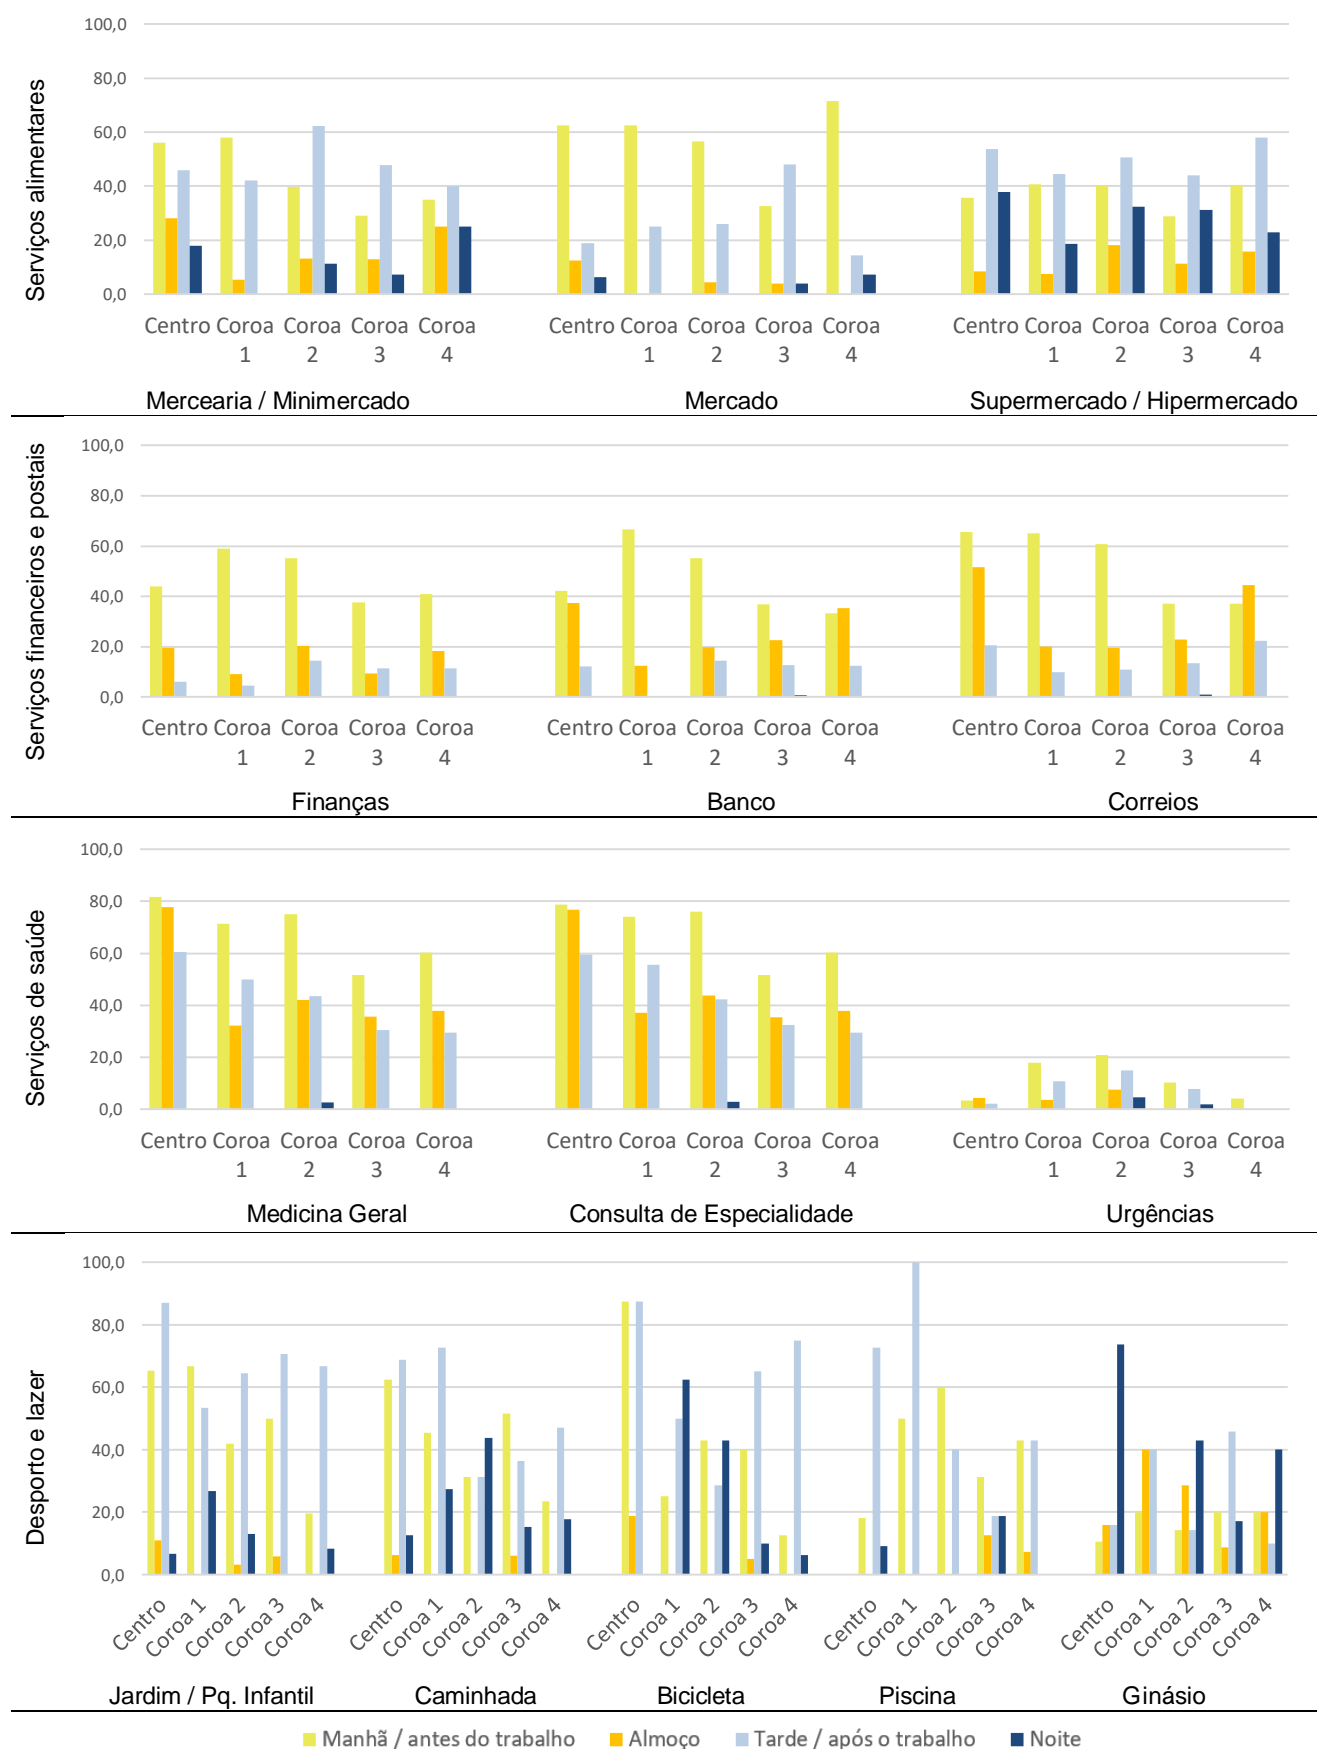 Serviços alimentares
100,0
80,0
60,0
40,0
20,0
0,0
Centro Coroa Coroa Coroa Coroa Centro Coroa Coroa Coroa Coroa Centro Coroa Coroa Coroa Coroa
1 2 3 4 1 2 3 4 1 2 3 4
Mercearia / Minimercado Mercado Supermercado / Hipermercado
Serviços financeiros e postais
100,0
80,0
60,0
40,0
20,0
0,0
Centro Coroa Coroa Coroa Coroa Centro Coroa Coroa Coroa Coroa Centro Coroa Coroa Coroa Coroa
1 2 3 4 1 2 3 4 1 2 3 4
Finanças Banco Correios
Serviços de saúde
100,0
80,0
60,0
40,0
20,0
0,0
Centro Coroa Coroa Coroa Coroa Centro Coroa Coroa Coroa Coroa Centro Coroa Coroa Coroa Coroa
1 2 3 4 1 2 3 4 1 2 3 4
Medicina Geral Consulta de Especialidade Urgências
Desporto e lazer
100,0
80,0
60,0
40,0
20,0
0,0
Centro Coroa 1 Coroa 2 Coroa 3 Coroa 4 Centro Coroa 1 Coroa 2 Coroa 3 Coroa 4 Centro Coroa 1 Coroa 2 Coroa 3 Coroa 4 Centro Coroa 1 Coroa 2 Coroa 3 Coroa 4 Centro Coroa 1 Coroa 2 Coroa 3 Coroa 4
Jardim / Pq. Infantil Caminhada Bicicleta Piscina Ginásio
Manhã / antes do trabalho Almoço Tarde / após o trabalho Noite